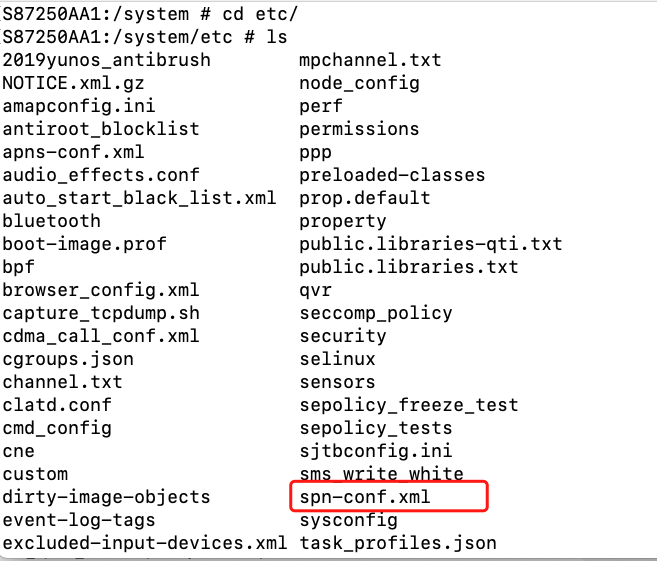 S87250AA1:/system # cd etc/
S87250AA1:/system/etc # ls
2019yunos_antibrush mpchannel.txt
NOTICE.xml.gz node_config
amapconfig.ini perf
antiroot_blocklist permissions
apns-conf.xml ppp
audio_effects.conf preloaded-classes
auto_start_black_list.xml prop.default
bluetooth property
boot-image.prof public.libraries-qti.txt
bpf public.libraries.txt
browser_config.xml qvr
capture_tcpdump.sh seccomp_policy
cdma_call_conf.xml security
cgroups.json selinux
channel.txt sensors
clatd.conf sepolicy_freeze_test
cmd_config sepolicy_tests
cne sjtbconfig.ini
custom sms_write_white
dirty-image-objects spn-conf.xml
event-log-tags sysconfig
excluded-input-devices.xml task_profiles.json